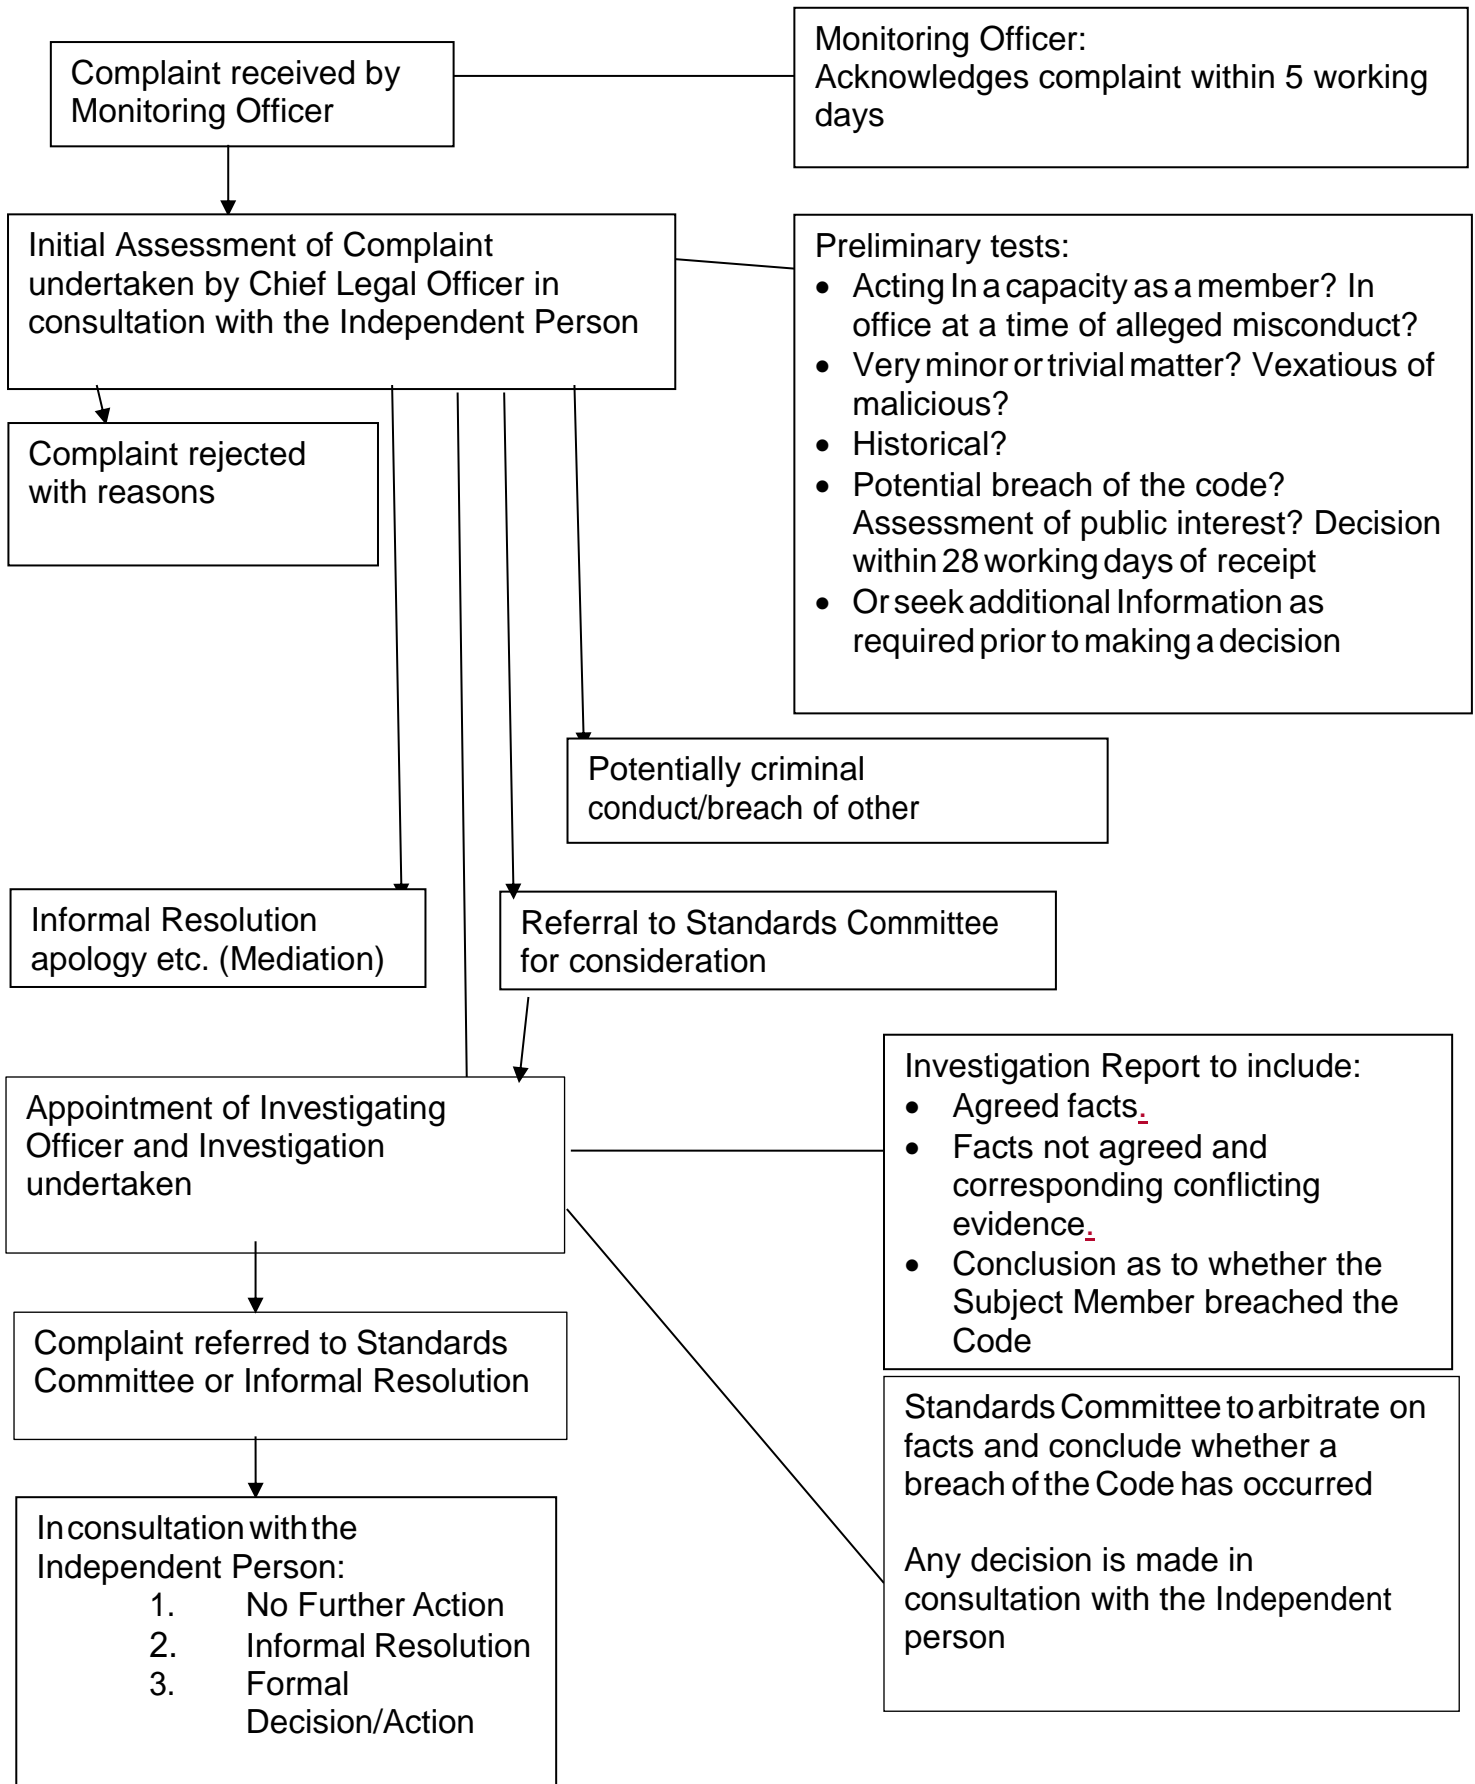 Complaint received by
Monitoring Officer
Monitoring Officer:
Acknowledges complaint within 5 working
days
Initial Assessment of Complaint
undertaken by Chief Legal Officer in
consultation with the Independent Person
Preliminary tests:
• Acting In a capacity as a member? In
office at a time of alleged misconduct?
• Very minor or trivial matter? Vexatious of
malicious?
• Historical?
• Potential breach of the code?
Assessment of public interest? Decision
within 28 working days of receipt
• Or seek additional Information as
required prior to making a decision
Complaint rejected
with reasons
Potentially criminal
conduct/breach of other
Informal Resolution
apology etc. (Mediation)
Referral to Standards Committee
for consideration
Appointment of Investigating
Officer and Investigation
undertaken
Investigation Report to include:
• Agreed facts.
• Facts not agreed and
corresponding conflicting
evidence.
• Conclusion as to whether the
Subject Member breached the
Code
Complaint referred to Standards
Committee or Informal Resolution
Standards Committee to arbitrate on
facts and conclude whether a
breach of the Code has occurred
Any decision is made in
consultation with the Independent
person
In consultation with the
Independent Person:
1. No Further Action
2. Informal Resolution
3. Formal
Decision/Action